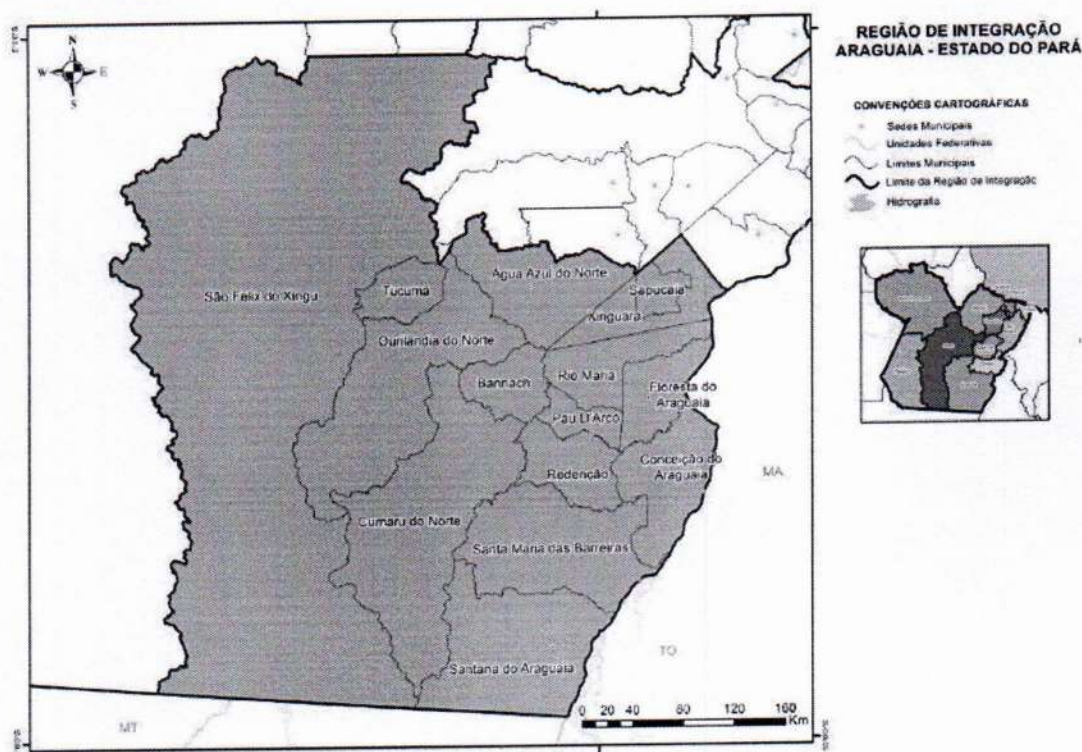 REGIÃO DE INTEGRAÇÃO
ARAGUAIA - ESTADO DO PARÁ
CONVENÇÕES CARTOGRÁFICAS
Sedes Municipais
Unidades Federativas
Limites Municipais
Limite da Região de Integração
Hidrografia
N
W
E
S
São Félix do Xingu
Tucumã
Água Azul do Norte
Sapucaia
Xinguara
Ourilândia do Norte
Bannach
Rio Maria
Floresta do
Araguaia
Pau D'Arco
Redenção
Conceição do
Araguaia
Cumaru do Norte
Santa Maria das Barreiras
Santana do Araguaia
MA
TO
MT
0 20 40 80 120 160
Km